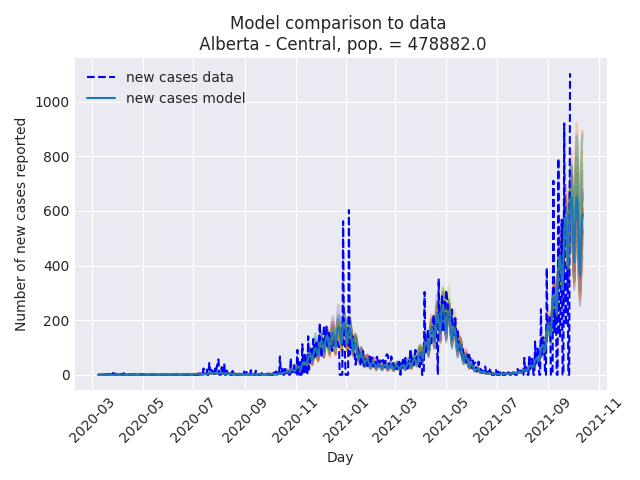 Model comparison to data
Alberta - Central, pop. = 478882.0
new cases data
new cases model
Number of new cases reported
1000
800
600
400
200
0
2020-03
2020-05
2020-07
2020-09
2020-11
2021-01
2021-03
2021-05
2021-07
2021-09
2021-11
Day